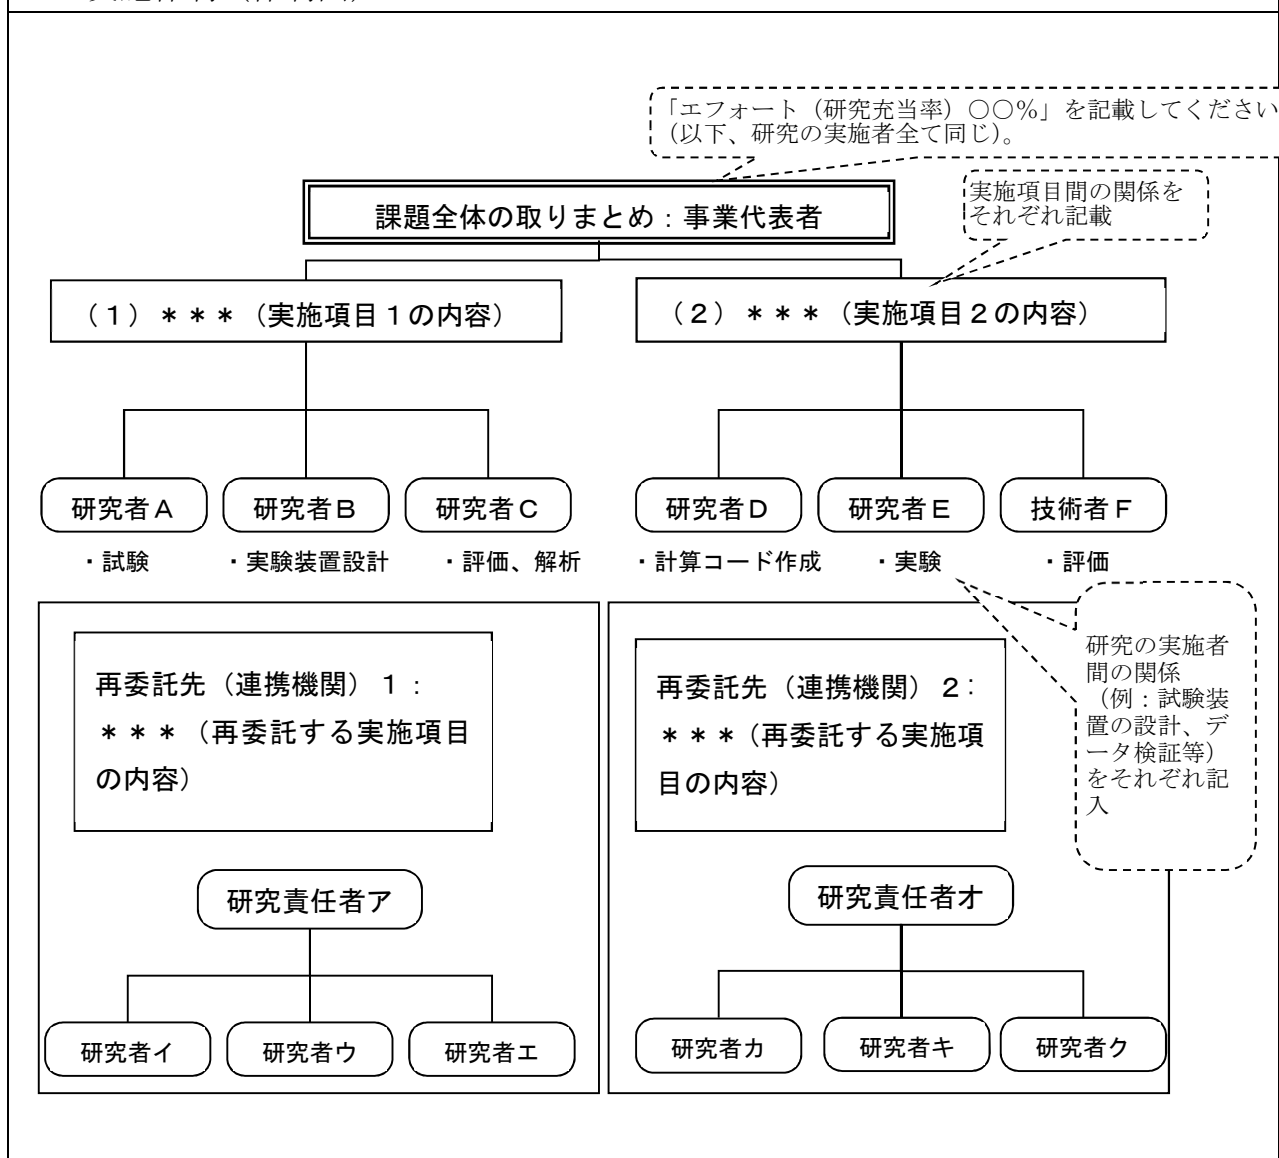 「エフォート（研究充当率）○○％」を記載してください
（以下、研究の実施者全て同じ）。
実施項目間の関係を
それぞれ記載
課題全体の取りまとめ：事業代表者
（１）＊＊＊（実施項目１の内容）
（２）＊＊＊（実施項目２の内容）
研究者Ａ
研究者Ｂ
研究者Ｃ
研究者Ｄ
研究者Ｅ
技術者Ｆ
・試験
・実験装置設計
・評価、解析
・計算コード作成
・実験
・評価
研究の実施者
間の関係
（例：試験装
置の設計、デ
ータ検証等）
をそれぞれ記
入
再委託先（連携機関）１：
＊＊＊（再委託する実施項目
の内容）
再委託先（連携機関）２：
＊＊＊（再委託する実施項
目の内容）
研究責任者ア
研究責任者オ
研究者イ
研究者ウ
研究者エ
研究者カ
研究者キ
研究者ク